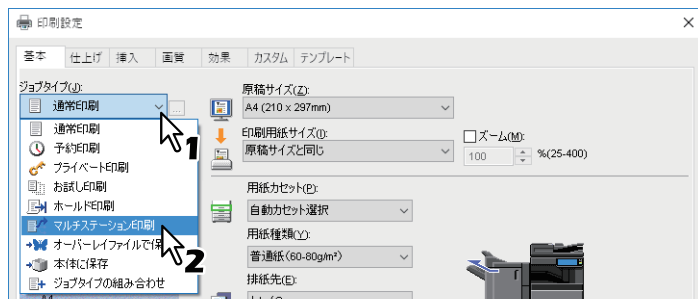 印刷設定
基本 仕上げ 挿入 画質 効果 カスタム テンプレート
ジョブタイプ(J):
通常印刷
...
通常印刷
予約印刷
プライベート印刷
お試し印刷
ホールド印刷
マルチステーション印刷
オーバーレイファイルで保
本体に保存
ジョブタイプの組み合わせ
1
2
原稿サイズ(Z):
A4 (210 x 297mm)
印刷用紙サイズ(I):
原稿サイズと同じ
ズーム(M):
100 %(25-400)
用紙カセット(P):
自動カセット選択
用紙種類(Y):
普通紙(60-80g/m²)
排紙先(E):